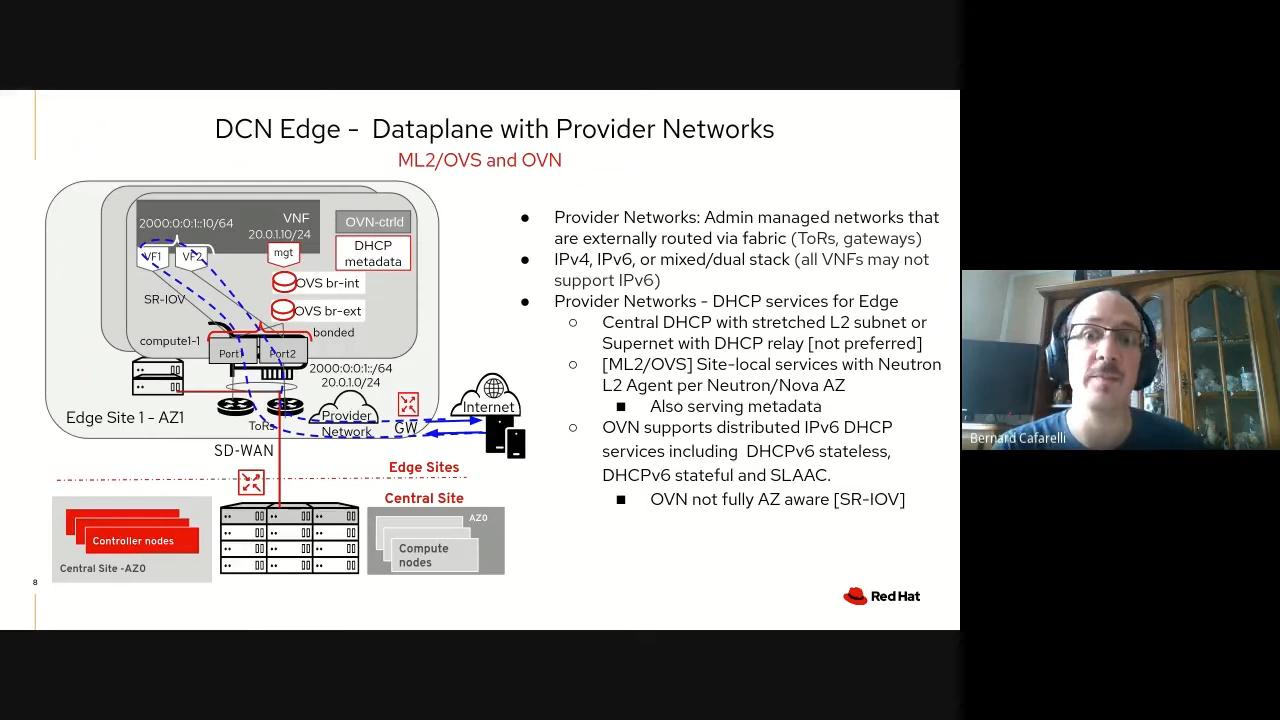 DCN Edge - Dataplane with Provider Networks
ML2/OVS and OVN
2000:0:0:1::10/64
VNF
20.0.1.10/24
OVN-ctrld
DHCP
metadata
VF1
VF2
mgt
OVS br-int
SR-IOV
OVS br-ext
bonded
compute1-1
Port1
Port2
2000:0:0:1::/64
20.0.1.0/24
Edge Site 1 - AZ1
ToRs
Provider
Network
GW
Internet
SD-WAN
Edge Sites
Central Site
Controller nodes
Central Site -AZ0
AZ0
Compute
nodes
● Provider Networks: Admin managed networks that
are externally routed via fabric (ToRs, gateways)
● IPv4, IPv6, or mixed/dual stack (all VNFs may not
support IPv6)
● Provider Networks - DHCP services for Edge
○ Central DHCP with stretched L2 subnet or
Supernet with DHCP relay [not preferred]
○ [ML2/OVS] Site-local services with Neutron
L2 Agent per Neutron/Nova AZ
■ Also serving metadata
○ OVN supports distributed IPv6 DHCP
services including DHCPv6 stateless,
DHCPv6 stateful and SLAAC.
■ OVN not fully AZ aware [SR-IOV]
8
Red Hat
Bernard Cafarelli